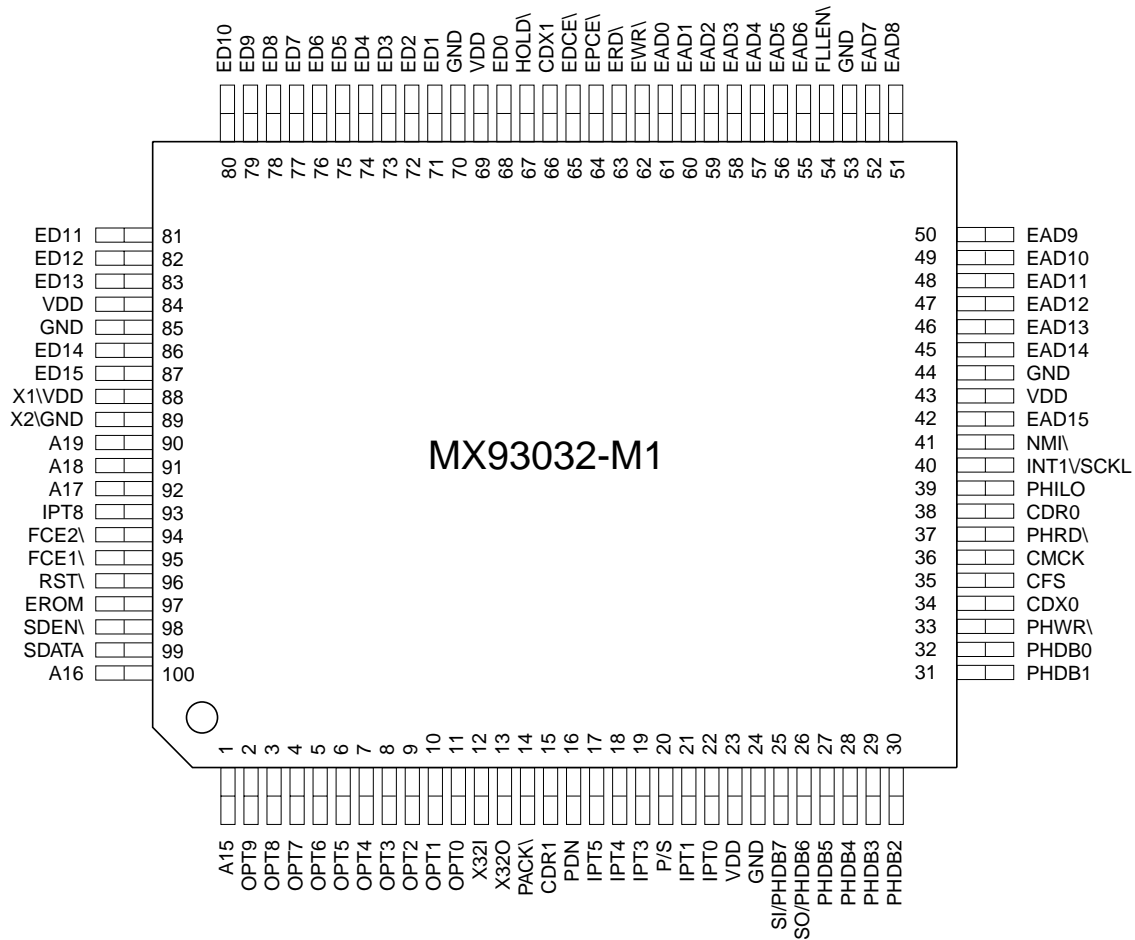 ED10
ED9
ED8
ED7
ED6
ED5
ED4
ED3
ED2
ED1
GND
VDD
ED0
HOLD\
CDX1
EDCE\
EPCE\
ERD\
EWR\
EAD0
EAD1
EAD2
EAD3
EAD4
EAD5
EAD6
FLLEN\
GND
EAD7
EAD8
80
79
78
77
76
75
74
73
72
71
70
69
68
67
66
65
64
63
62
61
60
59
58
57
56
55
54
53
52
51
ED11 81
ED12 82
ED13 83
VDD 84
GND 85
ED14 86
ED15 87
X1\VDD 88
X2\GND 89
A19 90
A18 91
A17 92
IPT8 93
FCE2\ 94
FCE1\ 95
RST\ 96
EROM 97
SDEN\ 98
SDATA 99
A16 100
MX93032-M1
50 EAD9
49 EAD10
48 EAD11
47 EAD12
46 EAD13
45 EAD14
44 GND
43 VDD
42 EAD15
41 NMI\
40 INT1\/SCKL
39 PHILO
38 CDR0
37 PHRD\
36 CMCK
35 CFS
34 CDX0
33 PHWR\
32 PHDB0
31 PHDB1
1
2
3
4
5
6
7
8
9
10
11
12
13
14
15
16
17
18
19
20
21
22
23
24
25
26
27
28
29
30
A15
OPT9
OPT8
OPT7
OPT6
OPT5
OPT4
OPT3
OPT2
OPT1
OPT0
X32I
X32O
PACK\
CDR1
PDN
IPT5
IPT4
IPT3
P/S
IPT1
IPT0
VDD
GND
SI/PHDB7
SO/PHDB6
PHDB5
PHDB4
PHDB3
PHDB2